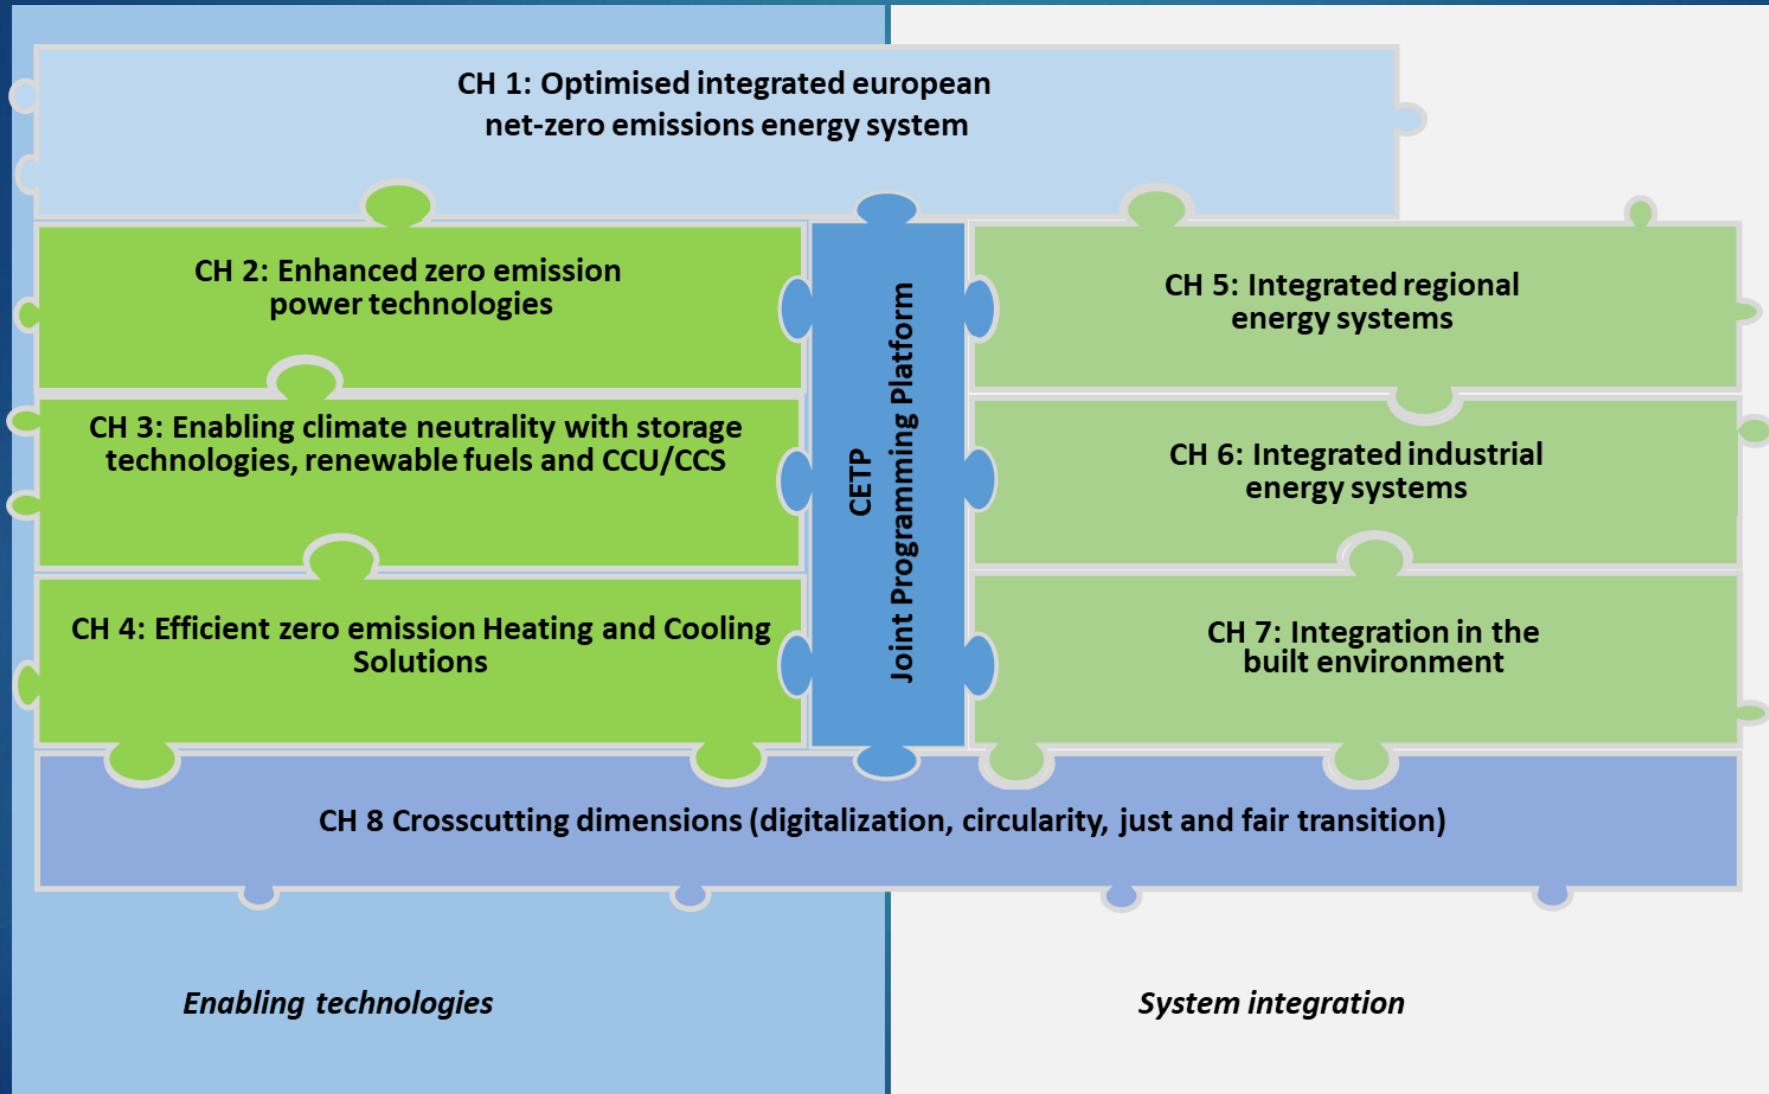 CH 1: Optimised integrated european
net-zero emissions energy system
CH 2: Enhanced zero emission
power technologies
CH 3: Enabling climate neutrality with storage
technologies, renewable fuels and CCU/CCS
CH 4: Efficient zero emission Heating and Cooling
Solutions
CETP
Joint Programming Platform
CH 5: Integrated regional
energy systems
CH 6: Integrated industrial
energy systems
CH 7: Integration in the
built environment
CH 8 Crosscutting dimensions (digitalization, circularity, just and fair transition)
Enabling technologies
System integration